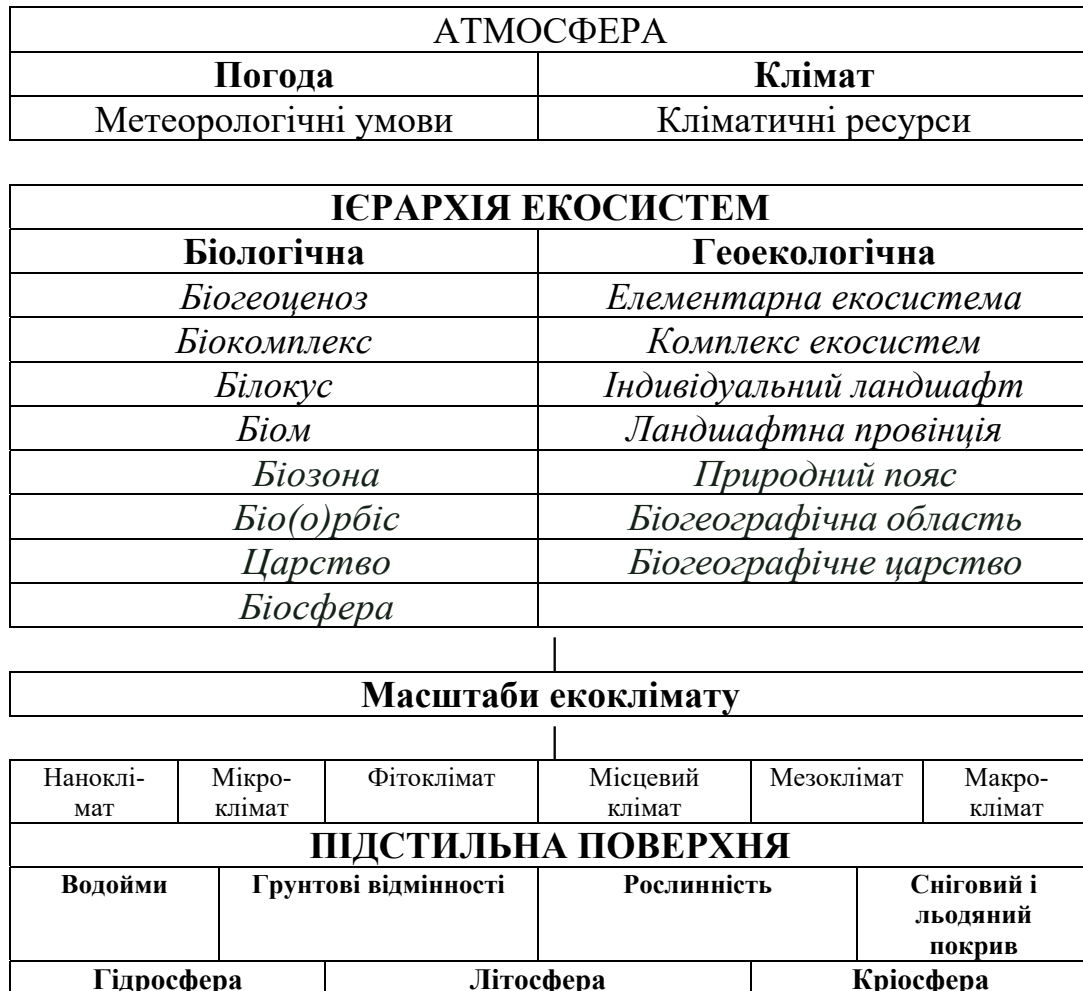 АТМОСФЕРА
Погода Клімат
Метеорологічні умови Кліматичні ресурси
ІЄРАРХІЯ ЕКОСИСТЕМ
Біологічна Геоекологічна
Біогеоценоз Елементарна екосистема
Біокомплекс Комплекс екосистем
Білокус Індивідуальний ландшафт
Біом Ландшафтна провінція
Біозона Природний пояс
Біо(о)рбіс Біогеографічна область
Царство Біогеографічне царство
Біосфера
Масштаби екоклімату
Наноклі- Мікро- Фітоклімат Місцевий Мезоклімат Макро-
мат клімат клімат клімат
ПІДСТИЛЬНА ПОВЕРХНЯ
Водойми Грунтові відмінності Рослинність Сніговий і
льодяний
покрив
Гідросфера Літосфера Кріосфера